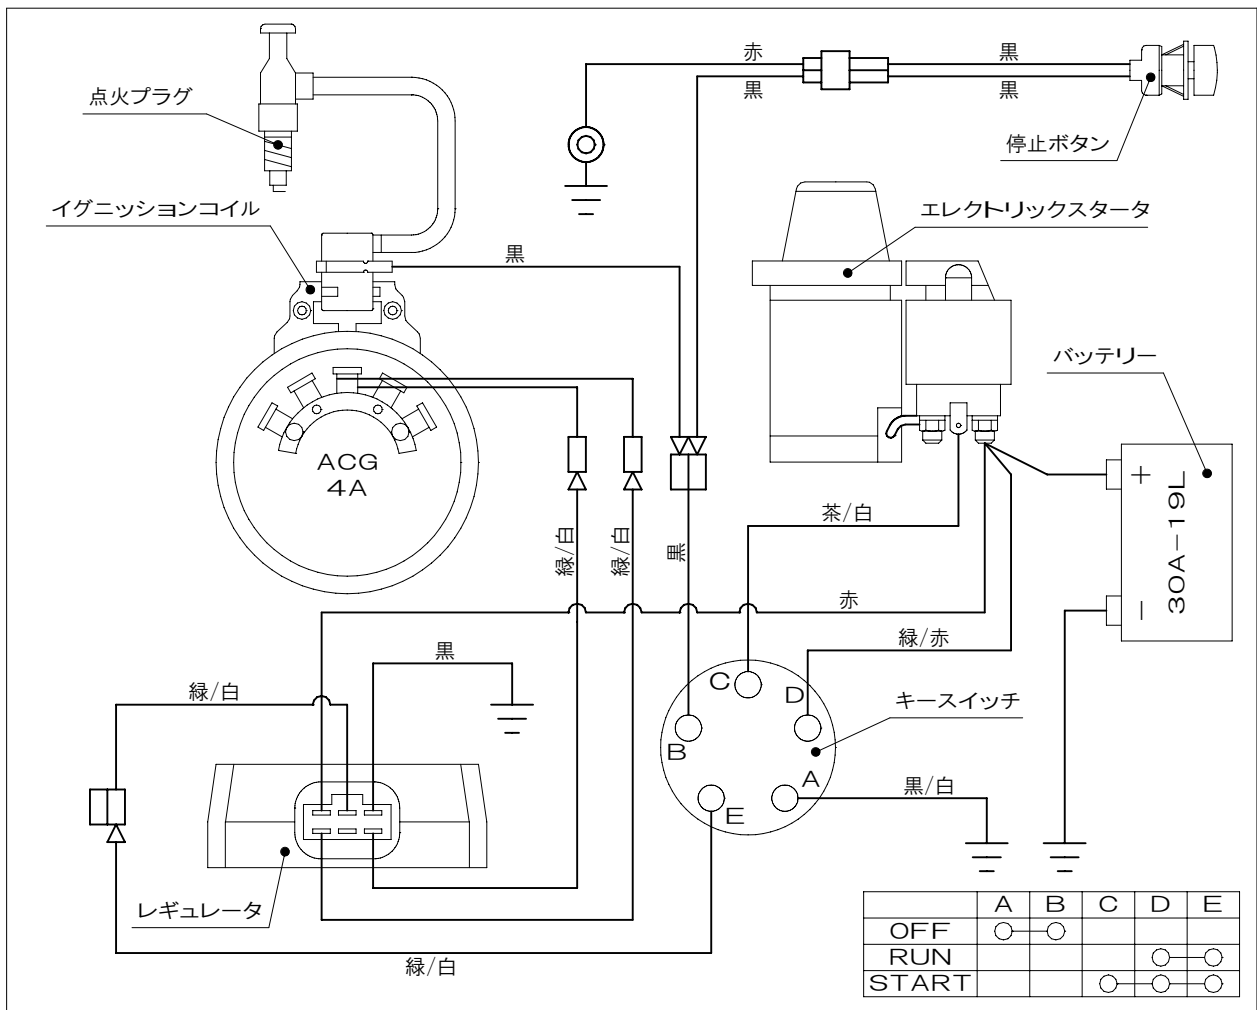 赤
黒
黒
黒
点火プラグ
停止ボタン
イグニッションコイル
エレクトリックスタータ
黒
バッテリー
ACG
4A
+
30A-19L
-
茶/白
緑/白
緑/白
黒
赤
緑/赤
黒
緑/白
C
D
キースイッチ
B
A
黒/白
E
レギュレータ
緑/白
A B C D E
OFF
RUN
START